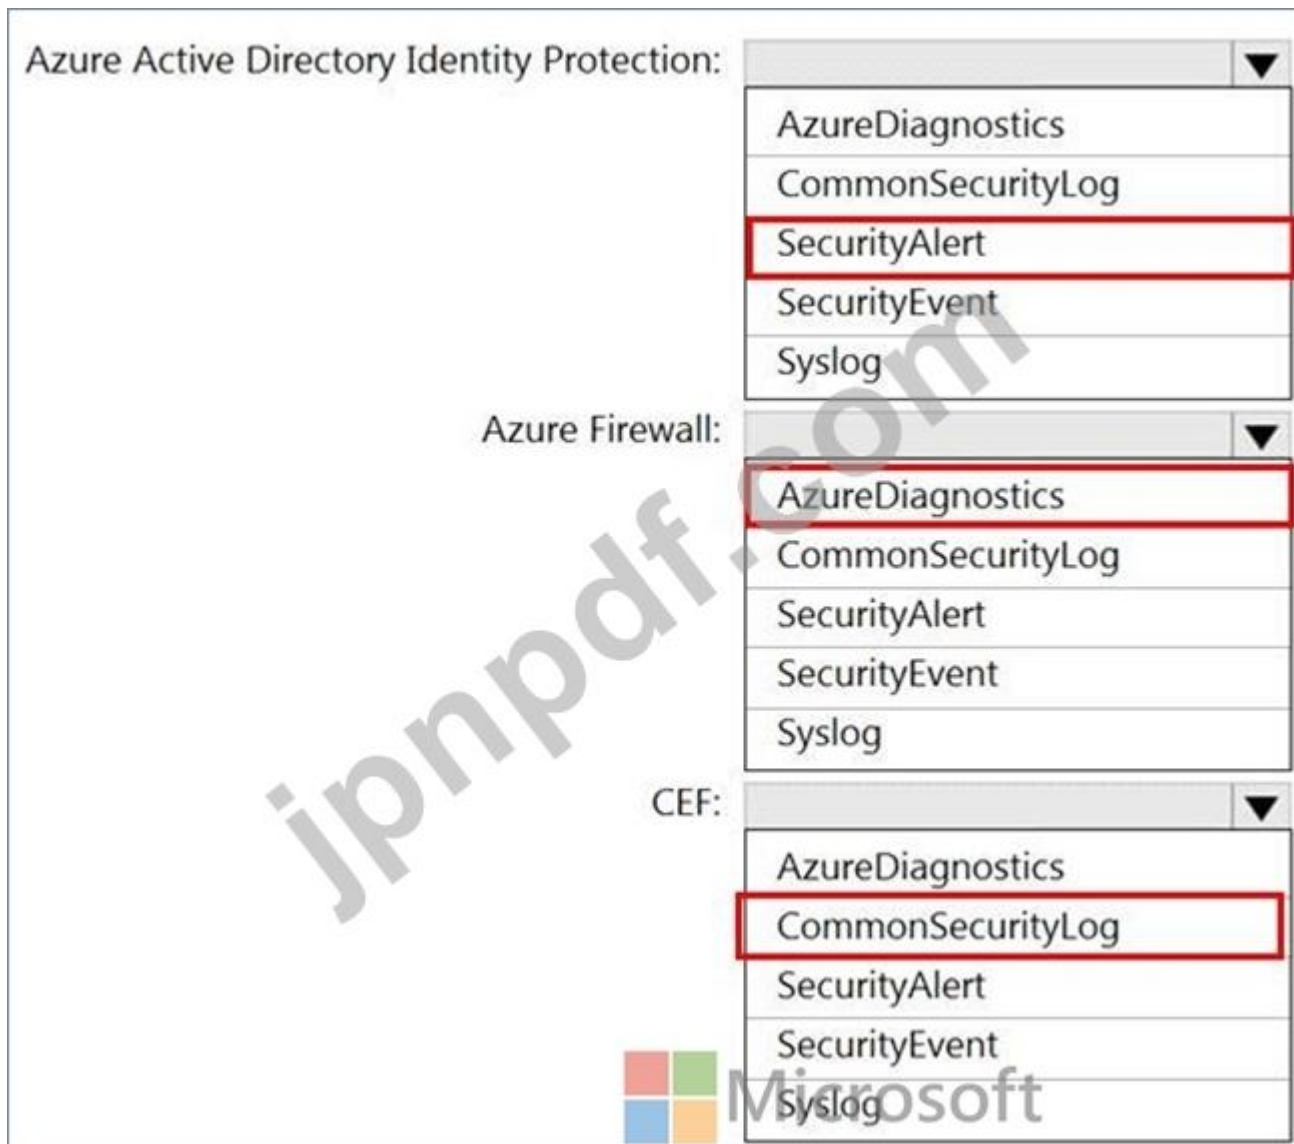 Azure Active Directory Identity Protection:
AzureDiagnostics
CommonSecurityLog
SecurityAlert
SecurityEvent
Syslog
Azure Firewall:
AzureDiagnostics
CommonSecurityLog
SecurityAlert
SecurityEvent
Syslog
CEF:
AzureDiagnostics
CommonSecurityLog
SecurityAlert
SecurityEvent
Syslog
jpnpdf.com
Microsoft